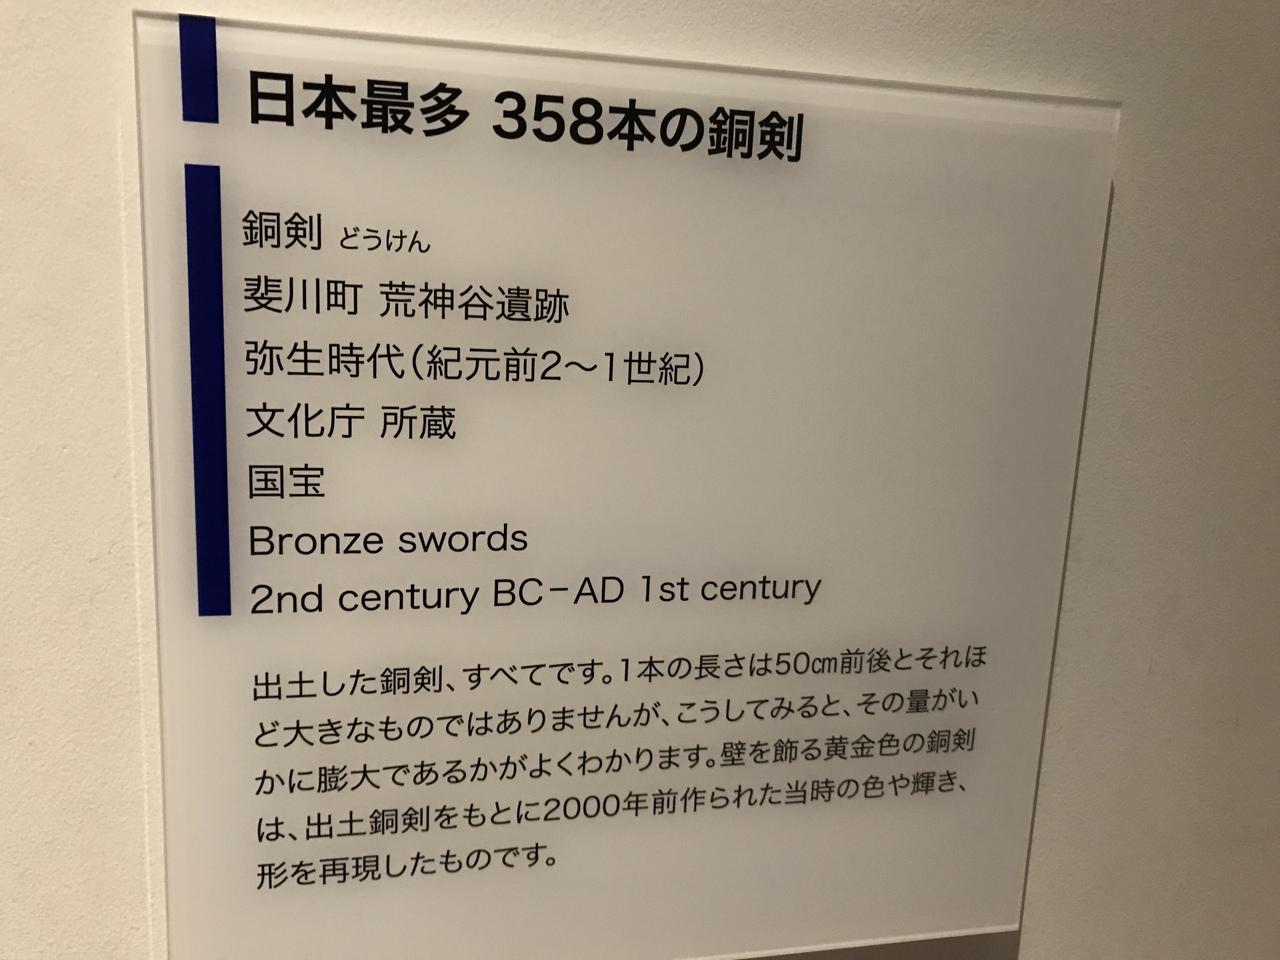 日本最多 358本の銅剣
銅剣 どうけん
斐川町 荒神谷遺跡
弥生時代（紀元前2～1世紀）
文化庁 所蔵
国宝
Bronze swords
2nd century BC－AD 1st century
出土した銅剣、すべてです。1本の長さは50㎝前後とそれほ
ど大きなものではありませんが、こうしてみると、その量がい
かに膨大であるかがよくわかります。壁を飾る黄金色の銅剣
は、出土銅剣をもとに2000年前作られた当時の色や輝き、
形を再現したものです。